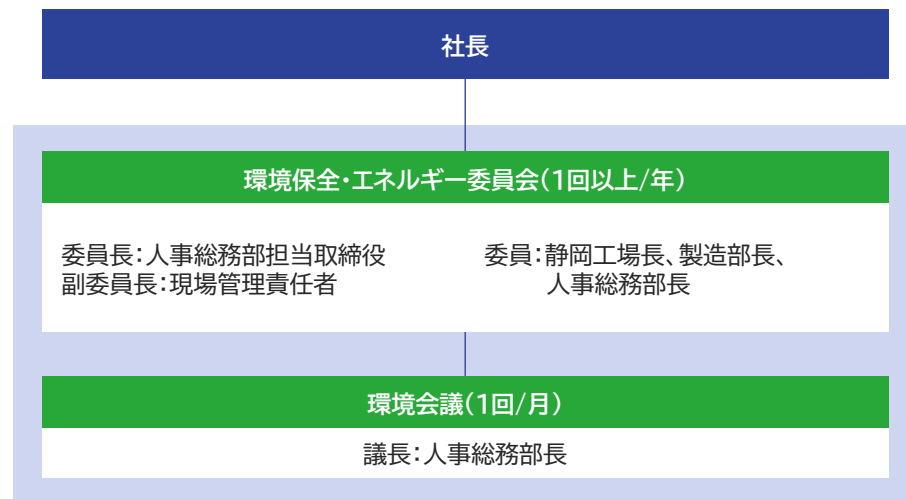 社長
環境保全・エネルギー委員会(1回以上/年)
委員長:人事総務部担当取締役
副委員長:現場管理責任者
委員:静岡工場長、製造部長、
人事総務部長
環境会議(1回/月)
議長:人事総務部長